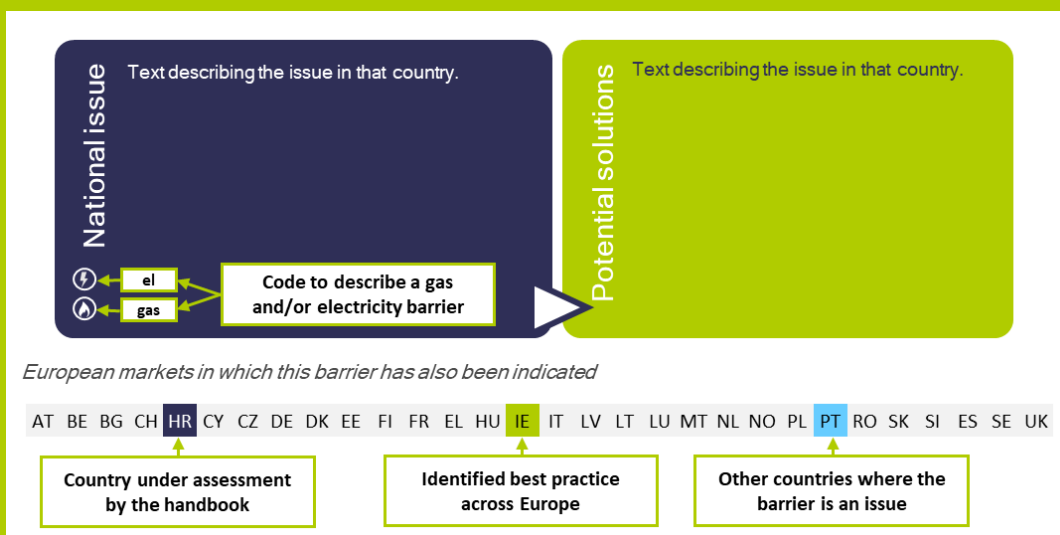 National issue
Text describing the issue in that country.
el
gas
Code to describe a gas
and/or electricity barrier
Potential solutions
Text describing the issue in that country.
European markets in which this barrier has also been indicated
AT BE BG CH HR CY CZ DE DK EE FI FR EL HU IE IT LV LT LU MT NL NO PL PT RO SK SI ES SE UK
Country under assessment
by the handbook
Identified best practice
across Europe
Other countries where the
barrier is an issue